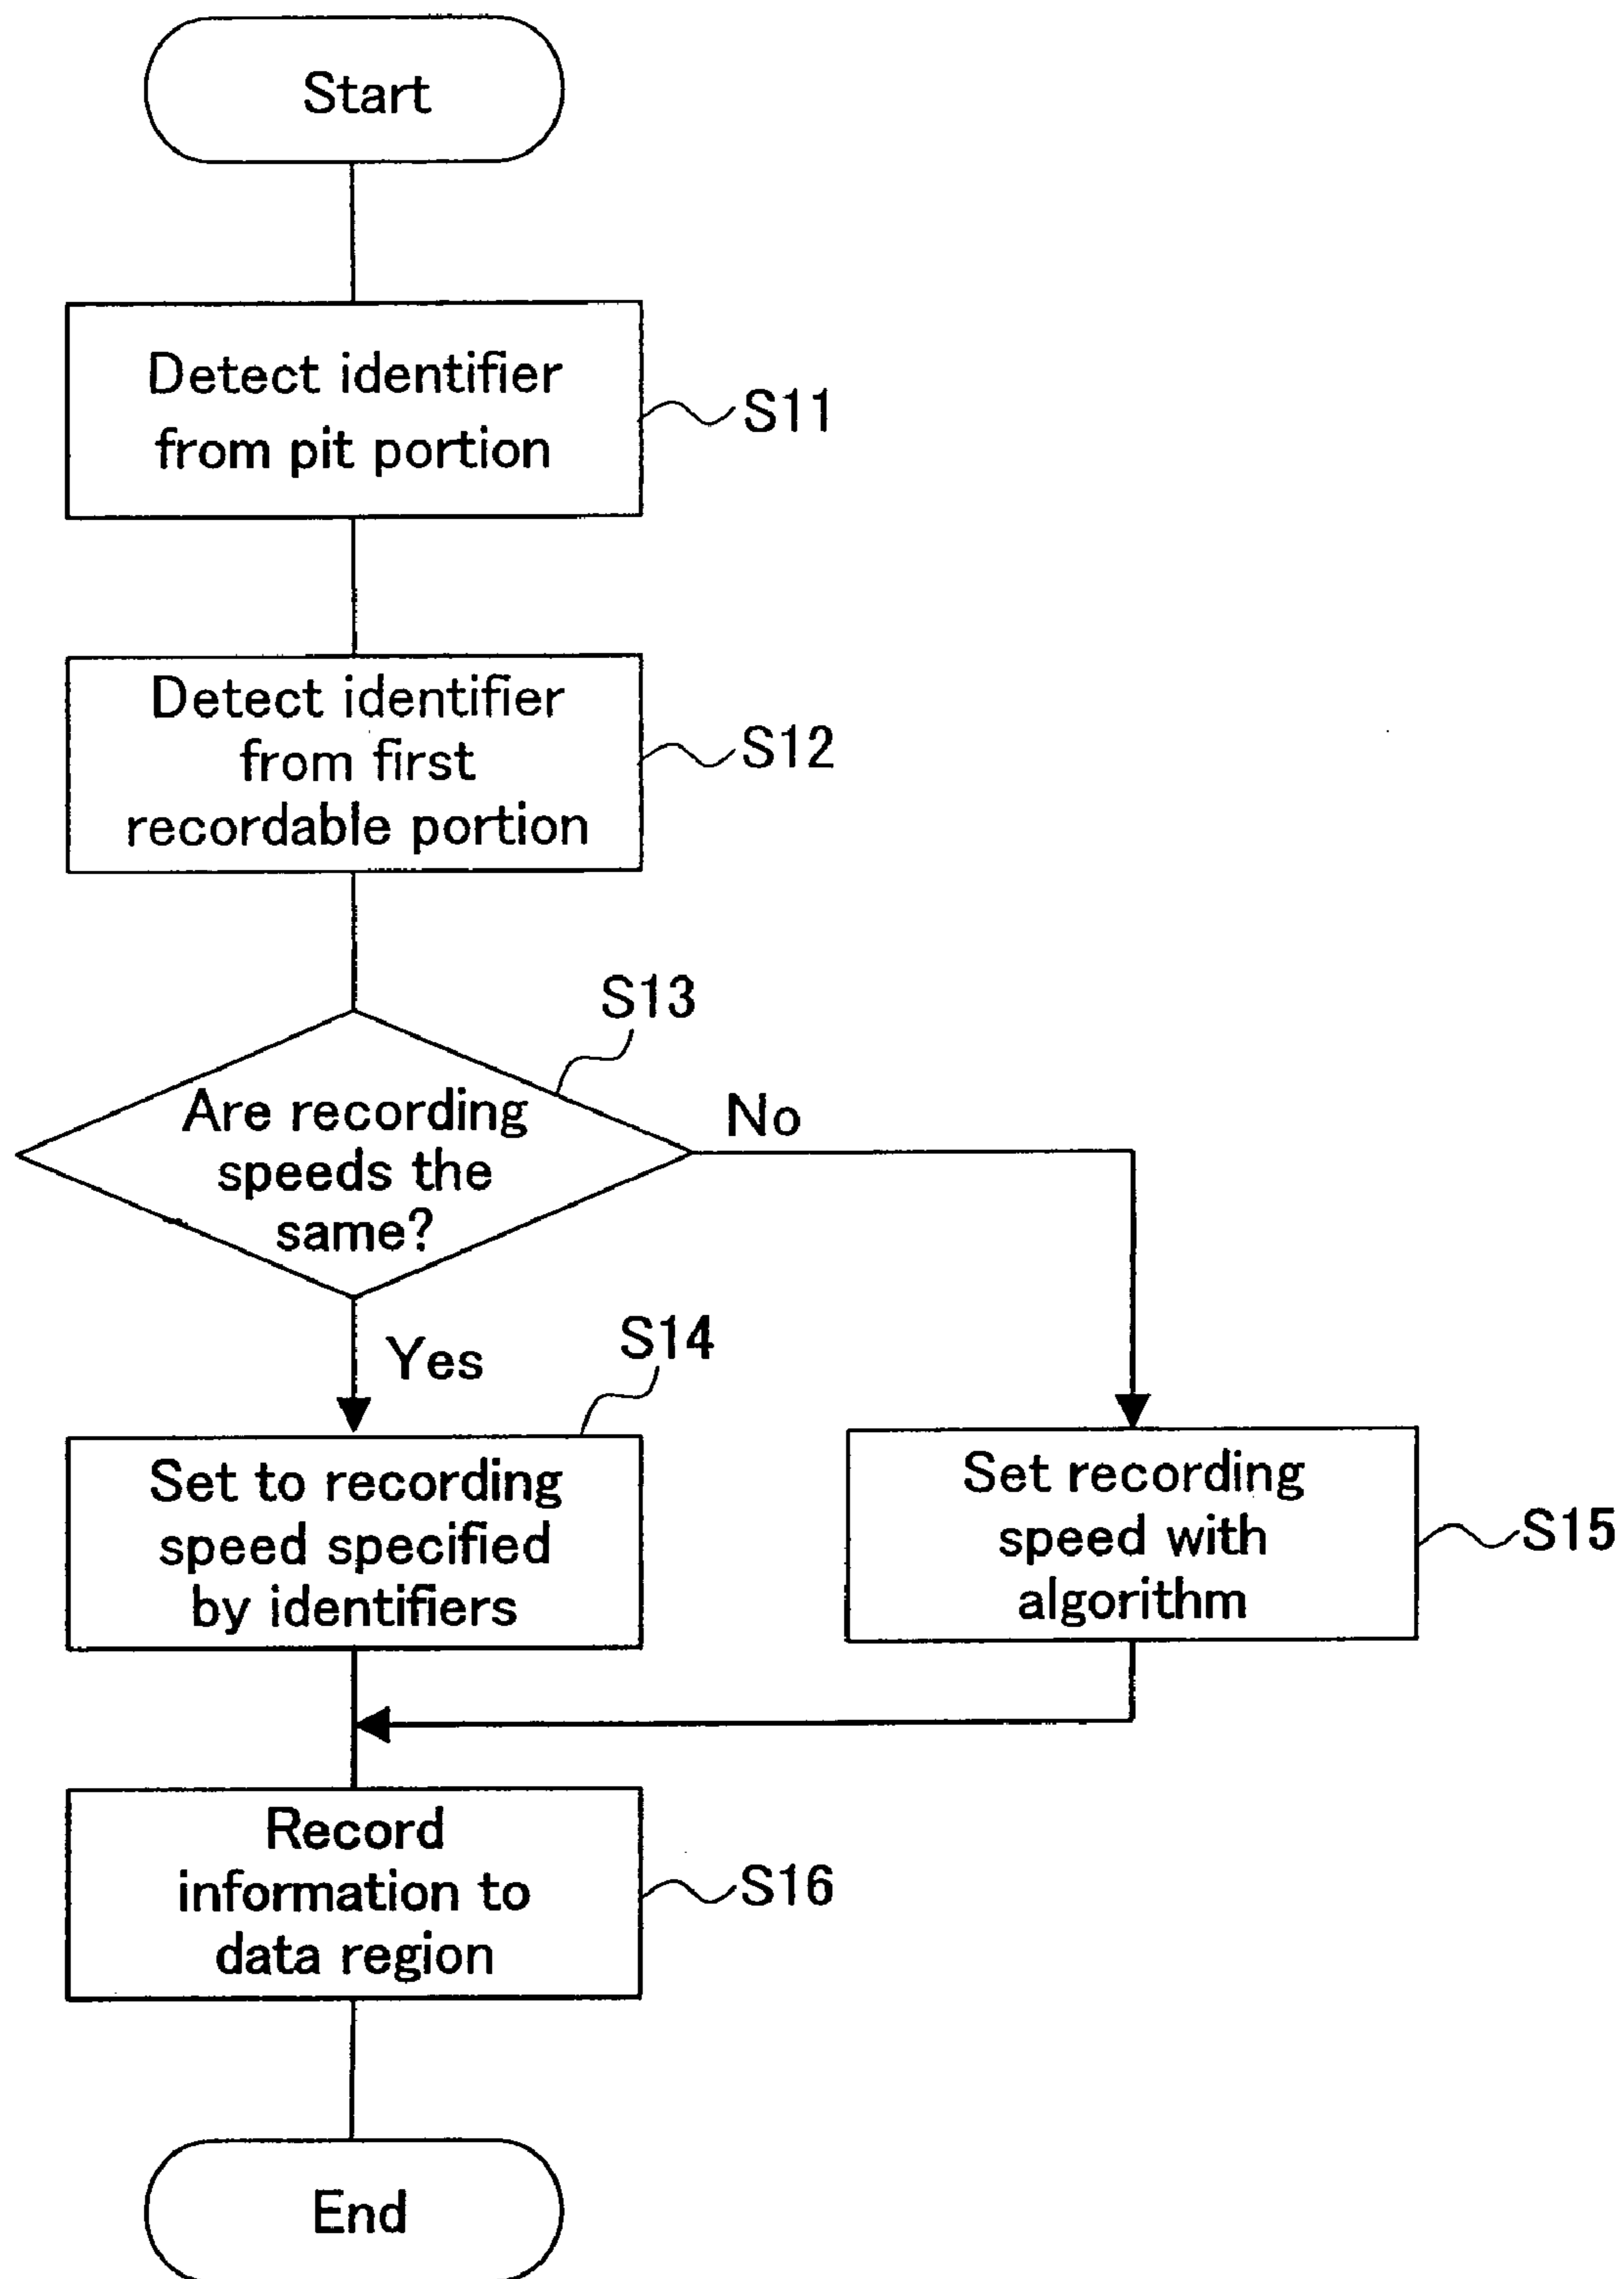 Start
Detect identifier
from pit portion
S11
Detect identifier
from first
recordable portion
S12
S13
Are recording
speeds the
same?
No
Yes
S14
Set to recording
speed specified
by identifiers
Set recording
speed with
algorithm
S15
Record
information to
data region
S16
End